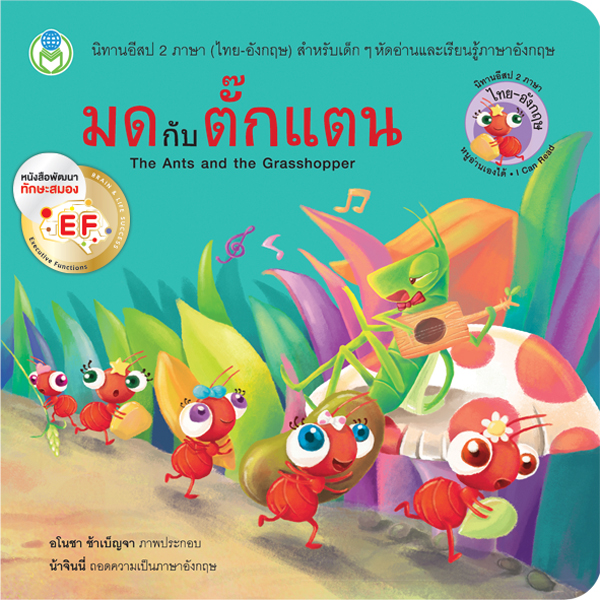 นิทานอีสป 2 ภาษา (ไทย-อังกฤษ) สำหรับเด็ก ๆ หัดอ่านและเรียนรู้ภาษาอังกฤษ
มดกับตั๊กแตน
The Ants and the Grasshopper
นิทานอีสป 2 ภาษา
ไทย-อังกฤษ
หนูอ่านเองได้ • I Can Read
หนังสือพัฒนา
ทักษะสมอง
EF
BRAIN & LIFE SUCCESS
Executive Functions
อโนชา ช้าเบ็ญจา ภาพประกอบ
น้าจินนี่ ถอดความเป็นภาษาอังกฤษ